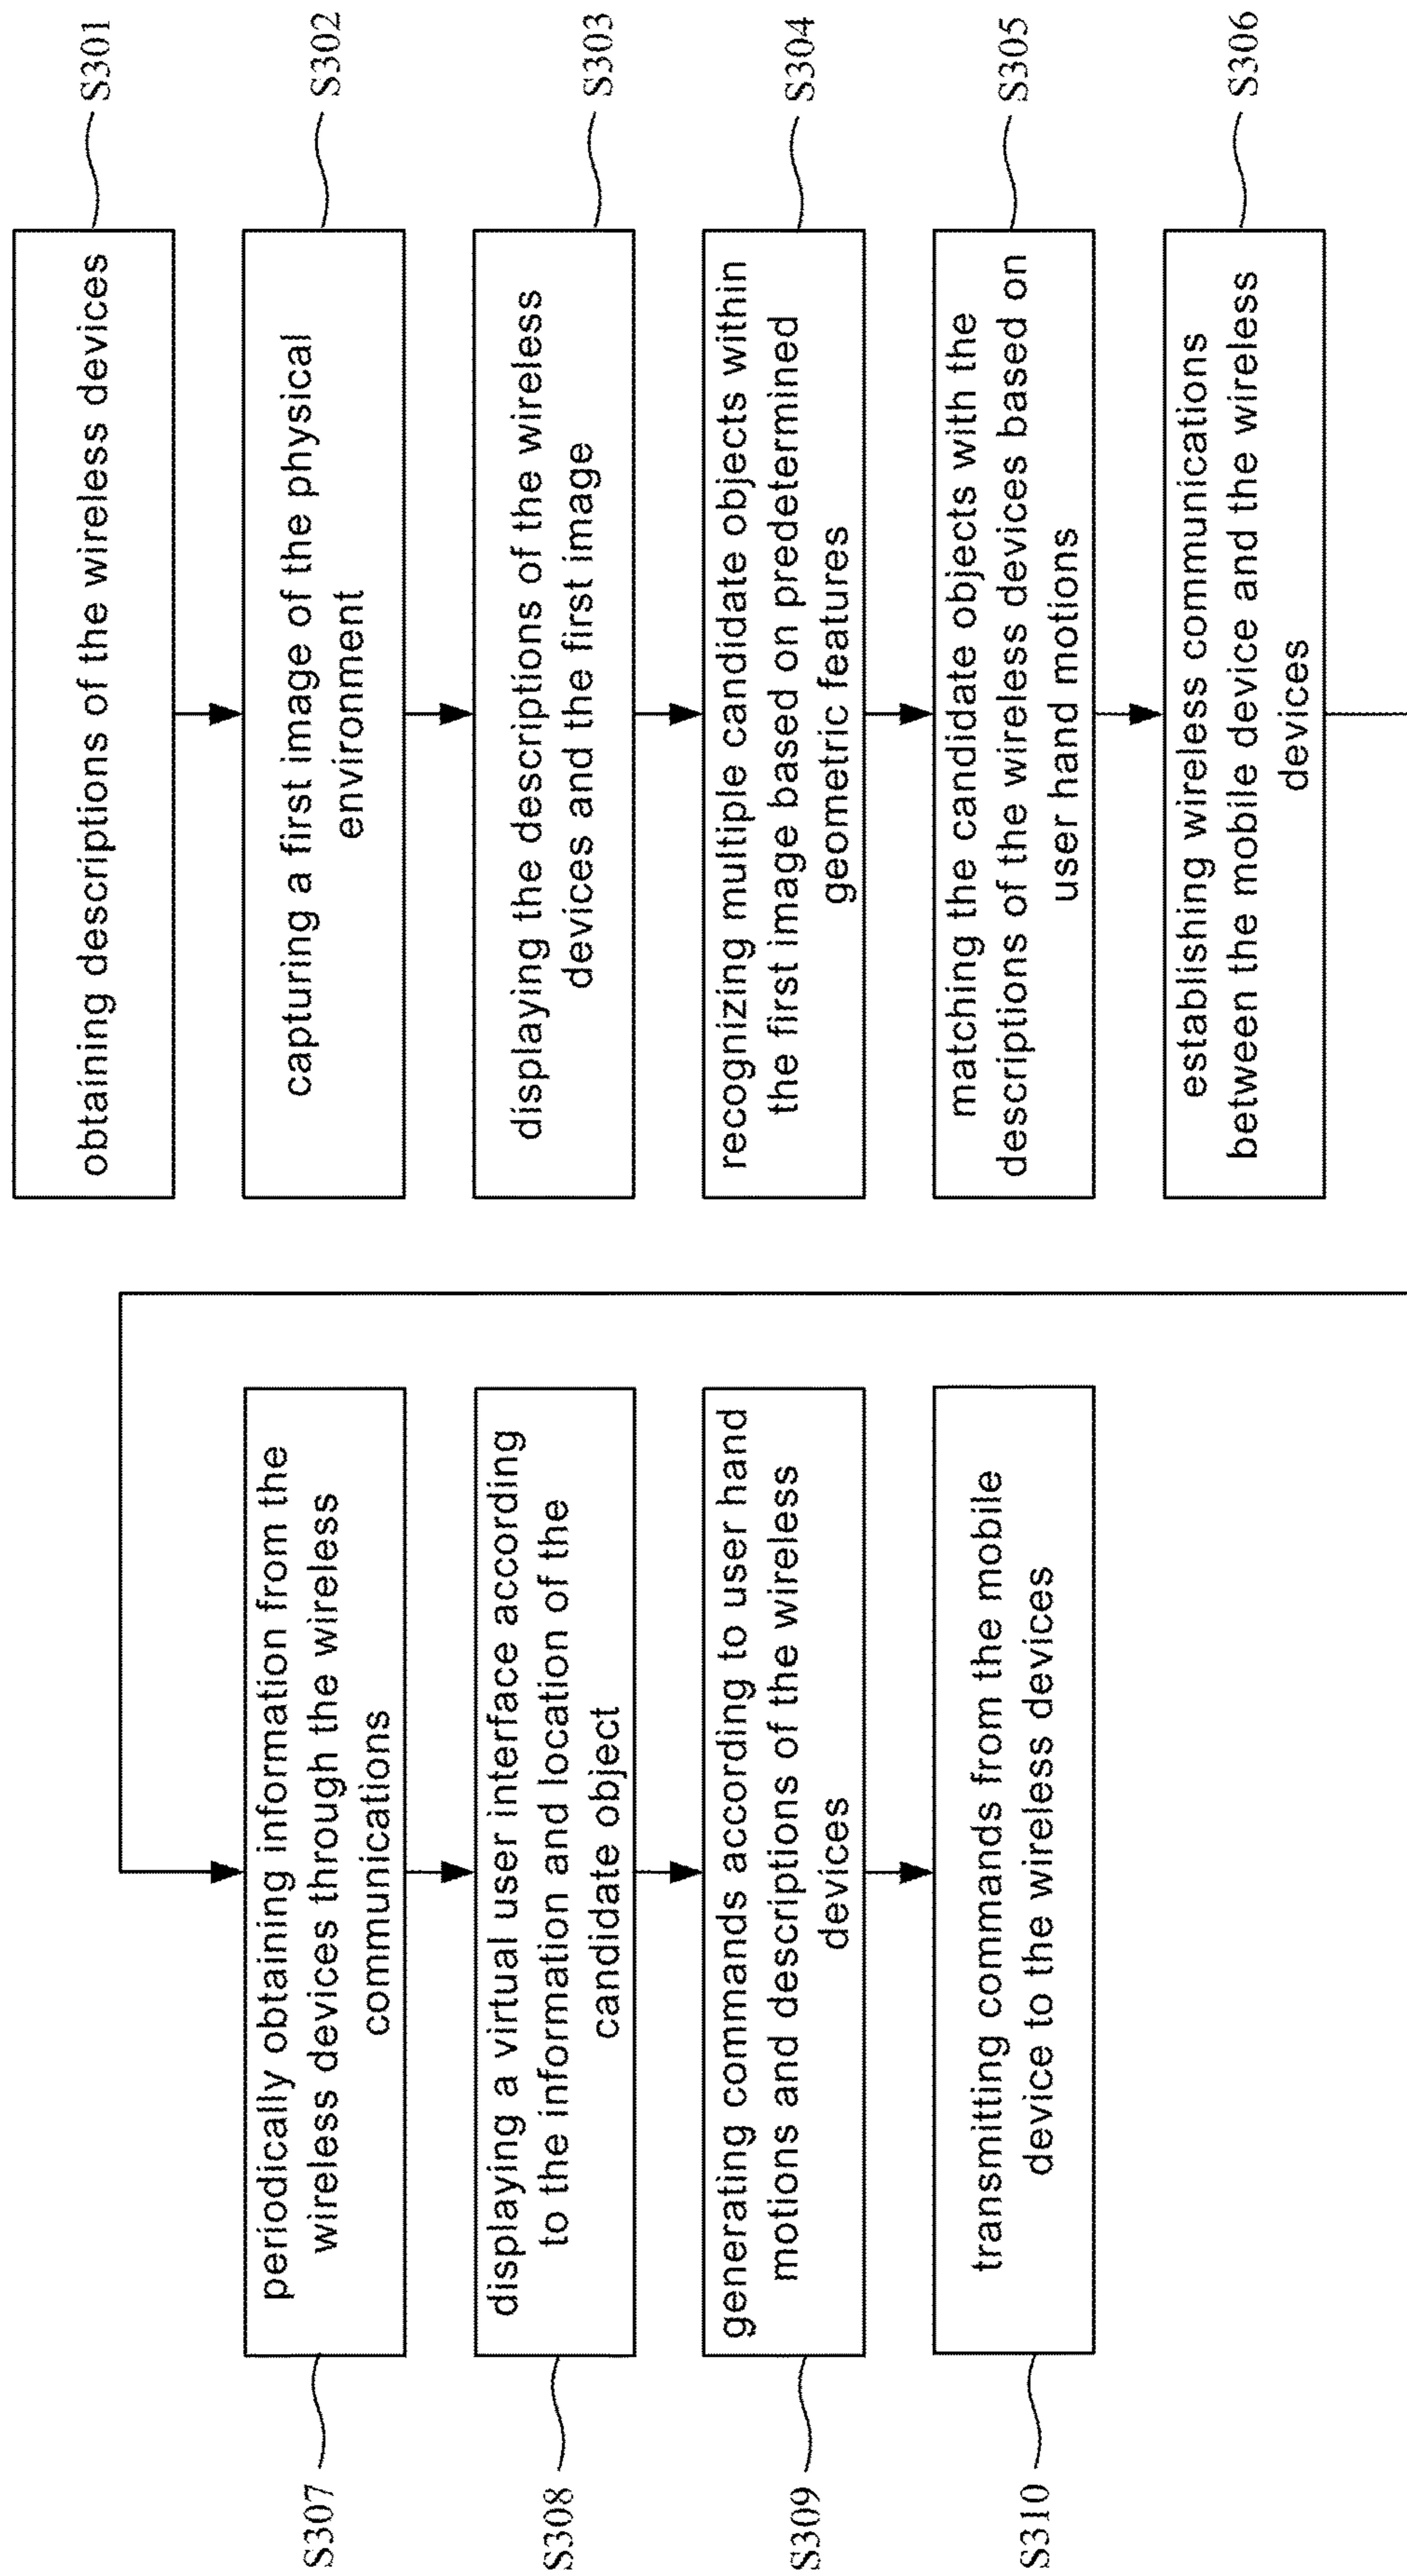 obtaining descriptions of the wireless devices
S301
capturing a first image of the physical
environment
S302
displaying the descriptions of the wireless
devices and the first image
S303
recognizing multiple candidate objects within
the first image based on predetermined
geometric features
S304
matching the candidate objects with the
descriptions of the wireless devices based on
user hand motions
S305
establishing wireless communications
between the mobile device and the wireless
devices
S306
S307
periodically obtaining information from the
wireless devices through the wireless
communications
S308
displaying a virtual user interface according
to the information and location of the
candidate object
S309
generating commands according to user hand
motions and descriptions of the wireless
devices
S310
transmitting commands from the mobile
device to the wireless devices